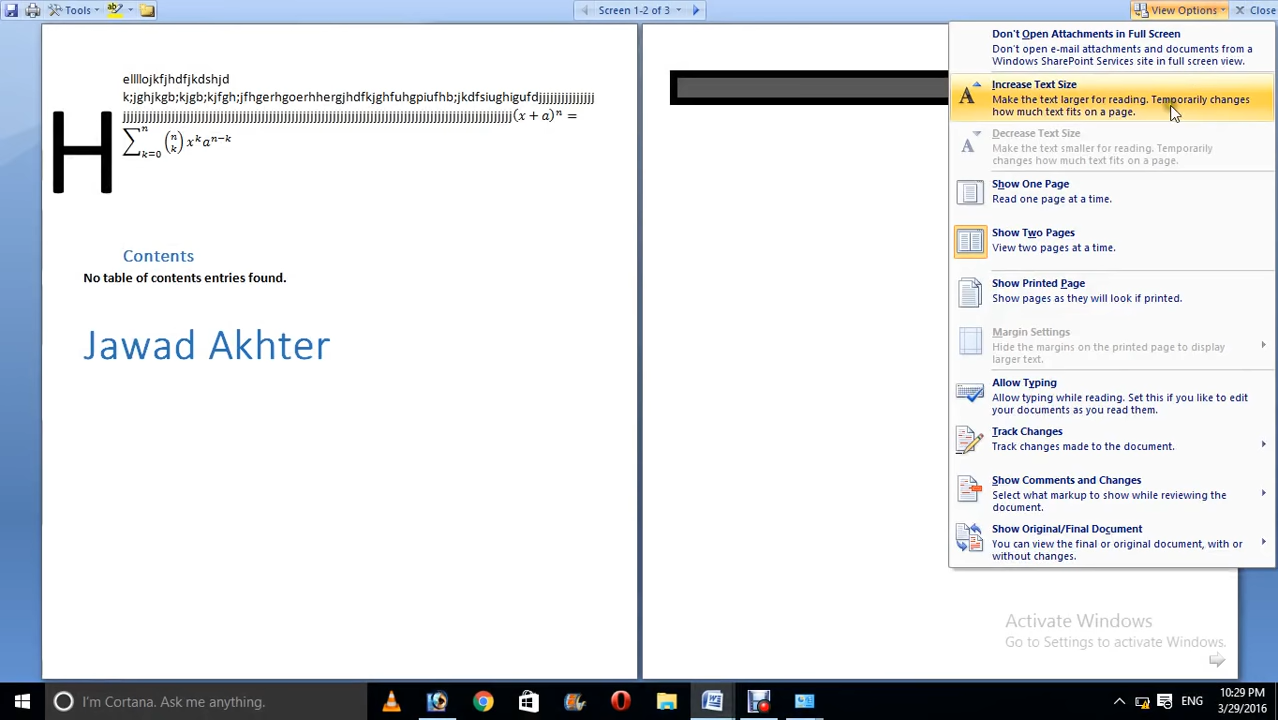 Tools
Screen 1-2 of 3
View Options
Close
ellllojkfjhdfjkdshjd
H
Contents
No table of contents entries found.
Jawad Akhter
Don't Open Attachments in Full Screen
Don't open e-mail attachments and documents from a
Windows SharePoint Services site in full screen view.
Increase Text Size
Make the text larger for reading. Temporarily changes
how much text fits on a page.
Decrease Text Size
Make the text smaller for reading. Temporarily
changes how much text fits on a page.
Show One Page
Read one page at a time.
Show Two Pages
View two pages at a time.
Show Printed Page
Show pages as they will look if printed.
Margin Settings
Hide the margins on the printed page to display
larger text.
Allow Typing
Allow typing while reading. Set this if you like to edit
your documents as you read them.
Track Changes
Track changes made to the document.
Show Comments and Changes
Select what markup to show while reviewing the
document.
Show Original/Final Document
You can view the final or original document, with or
without changes.
Activate Windows
Go to Settings to activate Windows.
I'm Cortana. Ask me anything.
ENG
10:29 PM
3/29/2016